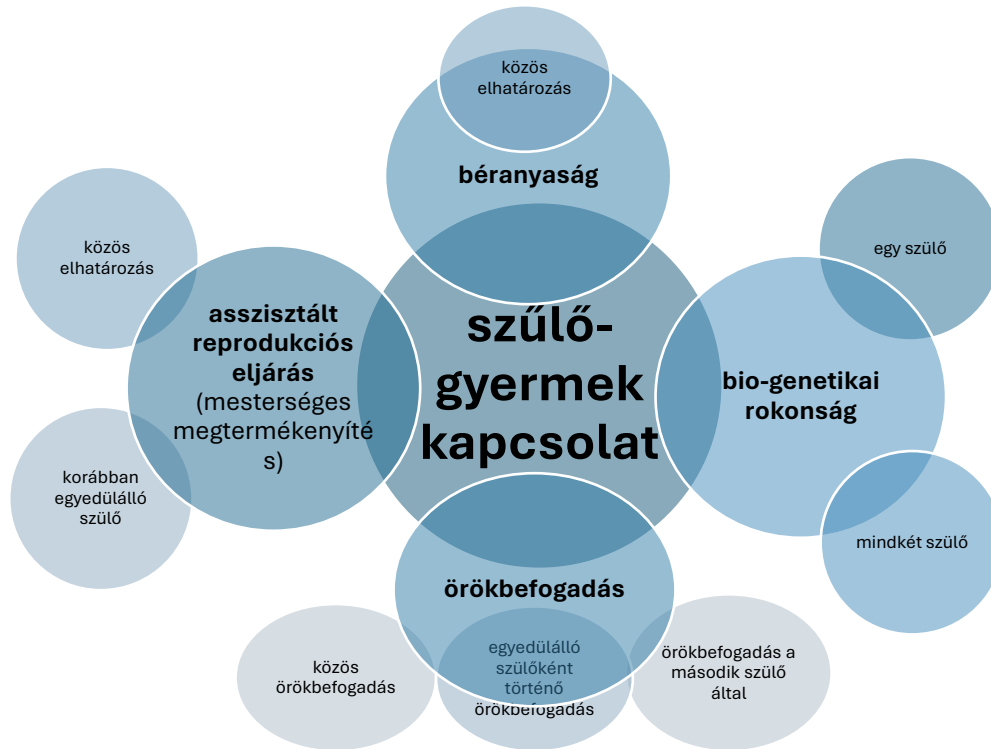 közös
elhatározás
béranyaság
közös
elhatározás
egy szülő
asszisztált
reprodukciós
eljárás
(mesterséges
megtermékenyíté
s)
szűlő-
gyermek
kapcsolat
bio-genetikai
rokonság
korábban
egyedülálló
szülő
mindkét szülő
örökbefogadás
közös
örökbefogadás
egyedülálló
szülőként
történő
örökbefogadás
örökbefogadás a
második szülő
által